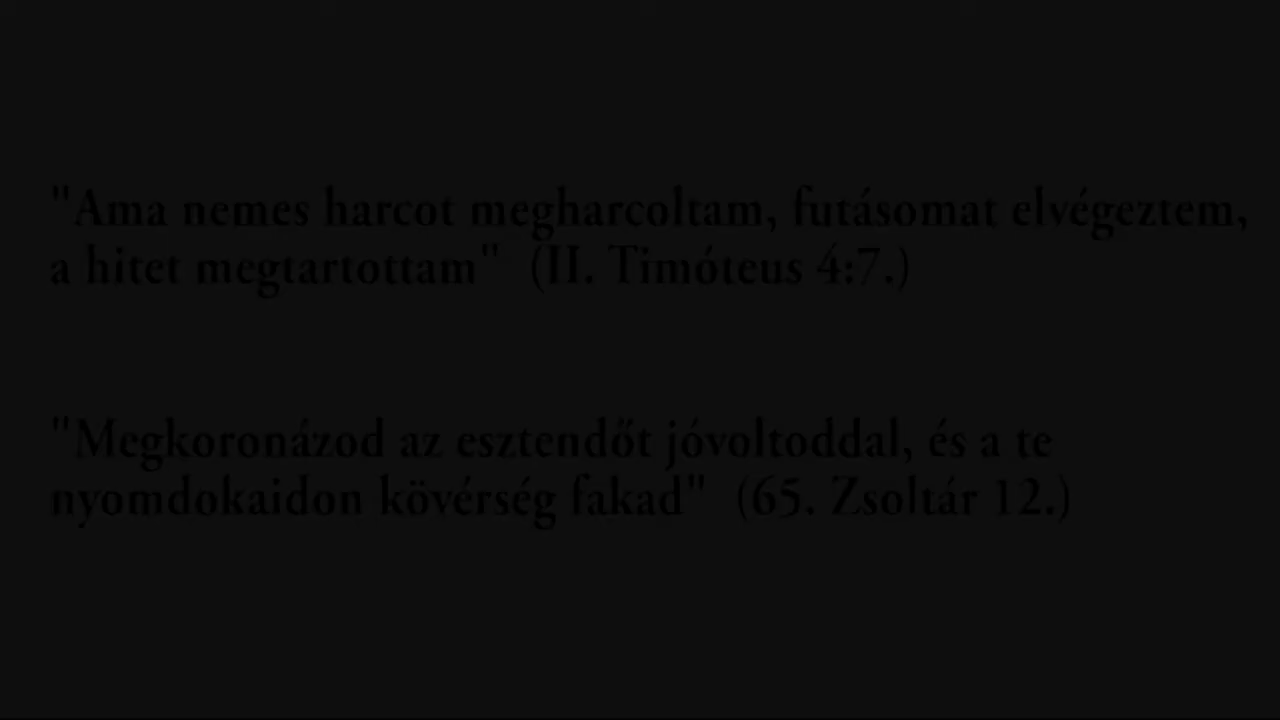 "Ama nemes harcot megharcoltam, futásomat elvégeztem,
a hitet megtartottam"  (II. Timóteus 4:7.)
"Megkoronázod az esztendőt jóvoltoddal, és a te
nyomdokaidon kövérség fakad"  (65. Zsoltár 12.)